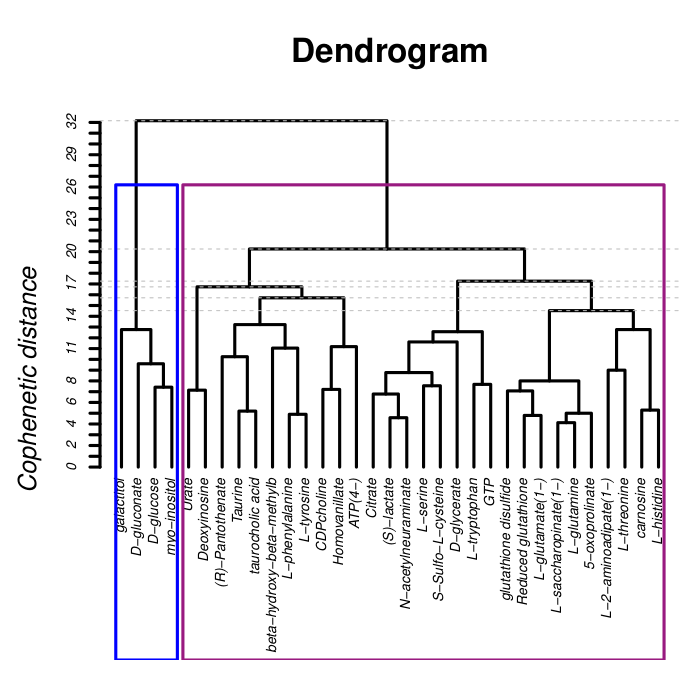 Dendrogram
Cophenetic distance
32
29
26
23
20
17
14
11
8
6
4
2
0
galactitol
D−gluconate
D−glucose
myo−inositol
Urate
Deoxyinosine
(R)−Pantothenate
Taurine
taurocholic acid
beta−hydroxy−beta−methylb
L−phenylalanine
L−tyrosine
CDPcholine
Homovanillate
ATP(4−)
Citrate
(S)−lactate
N−acetylneuraminate
L−serine
S−Sulfo−L−cysteine
D−glycerate
L−tryptophan
GTP
glutathione disulfide
Reduced glutathione
L−glutamate(1−)
L−saccharopinate(1−)
L−glutamine
5−oxoprolinate
L−2−aminoadipate(1−)
L−threonine
carnosine
L−histidine